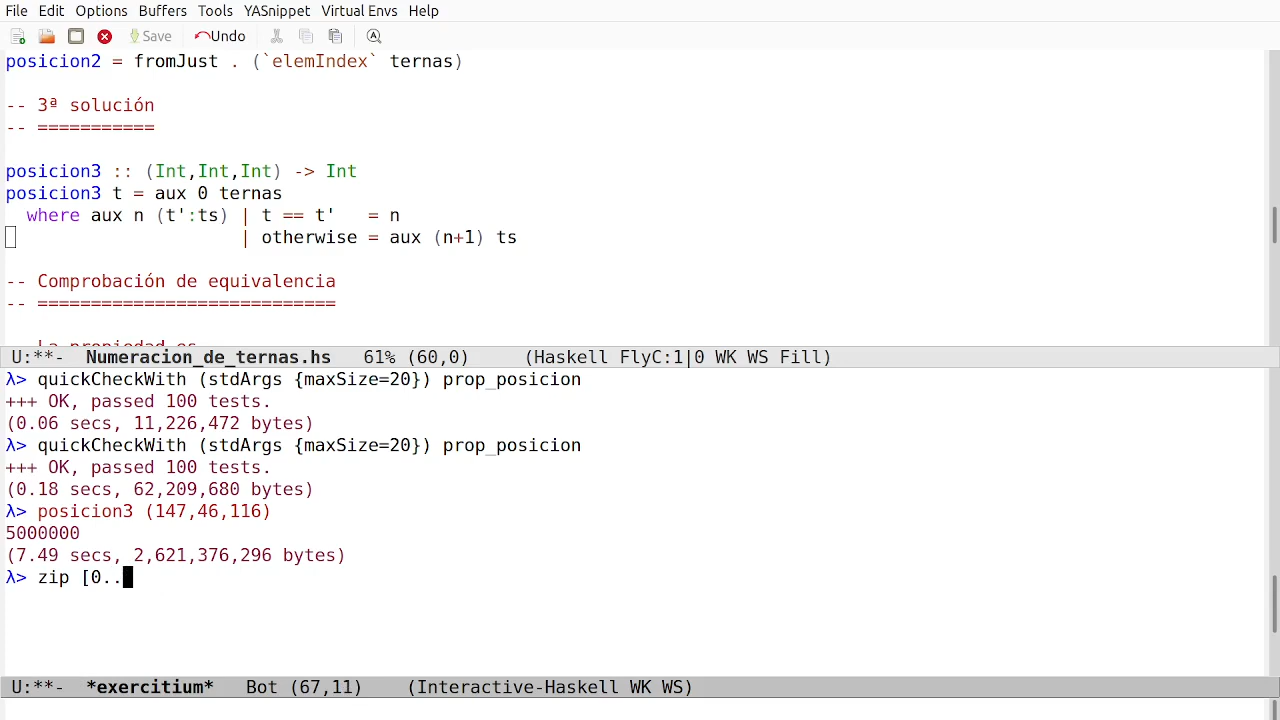 File Edit Options Buffers Tools YASnippet Virtual Envs Help
Save Undo
posicion2 = fromJust . (`elemIndex` ternas)
-- 3ª solución
-- ===========
posicion3 :: (Int,Int,Int) -> Int
posicion3 t = aux 0 ternas
  where aux n (t':ts) | t == t'   = n
                      | otherwise = aux (n+1) ts
-- Comprobación de equivalencia
-- ============================
La propiedad es
U:**-  Numeracion_de_ternas.hs   61% (60,0)     (Haskell FlyC:1|0 WK WS Fill)
λ> quickCheckWith (stdArgs {maxSize=20}) prop_posicion
+++ OK, passed 100 tests.
(0.06 secs, 11,226,472 bytes)
λ> quickCheckWith (stdArgs {maxSize=20}) prop_posicion
+++ OK, passed 100 tests.
(0.18 secs, 62,209,680 bytes)
λ> posicion3 (147,46,116)
5000000
(7.49 secs, 2,621,376,296 bytes)
λ> zip [0..
U:**-  *exercitium*   Bot (67,11)    (Interactive-Haskell WK WS)